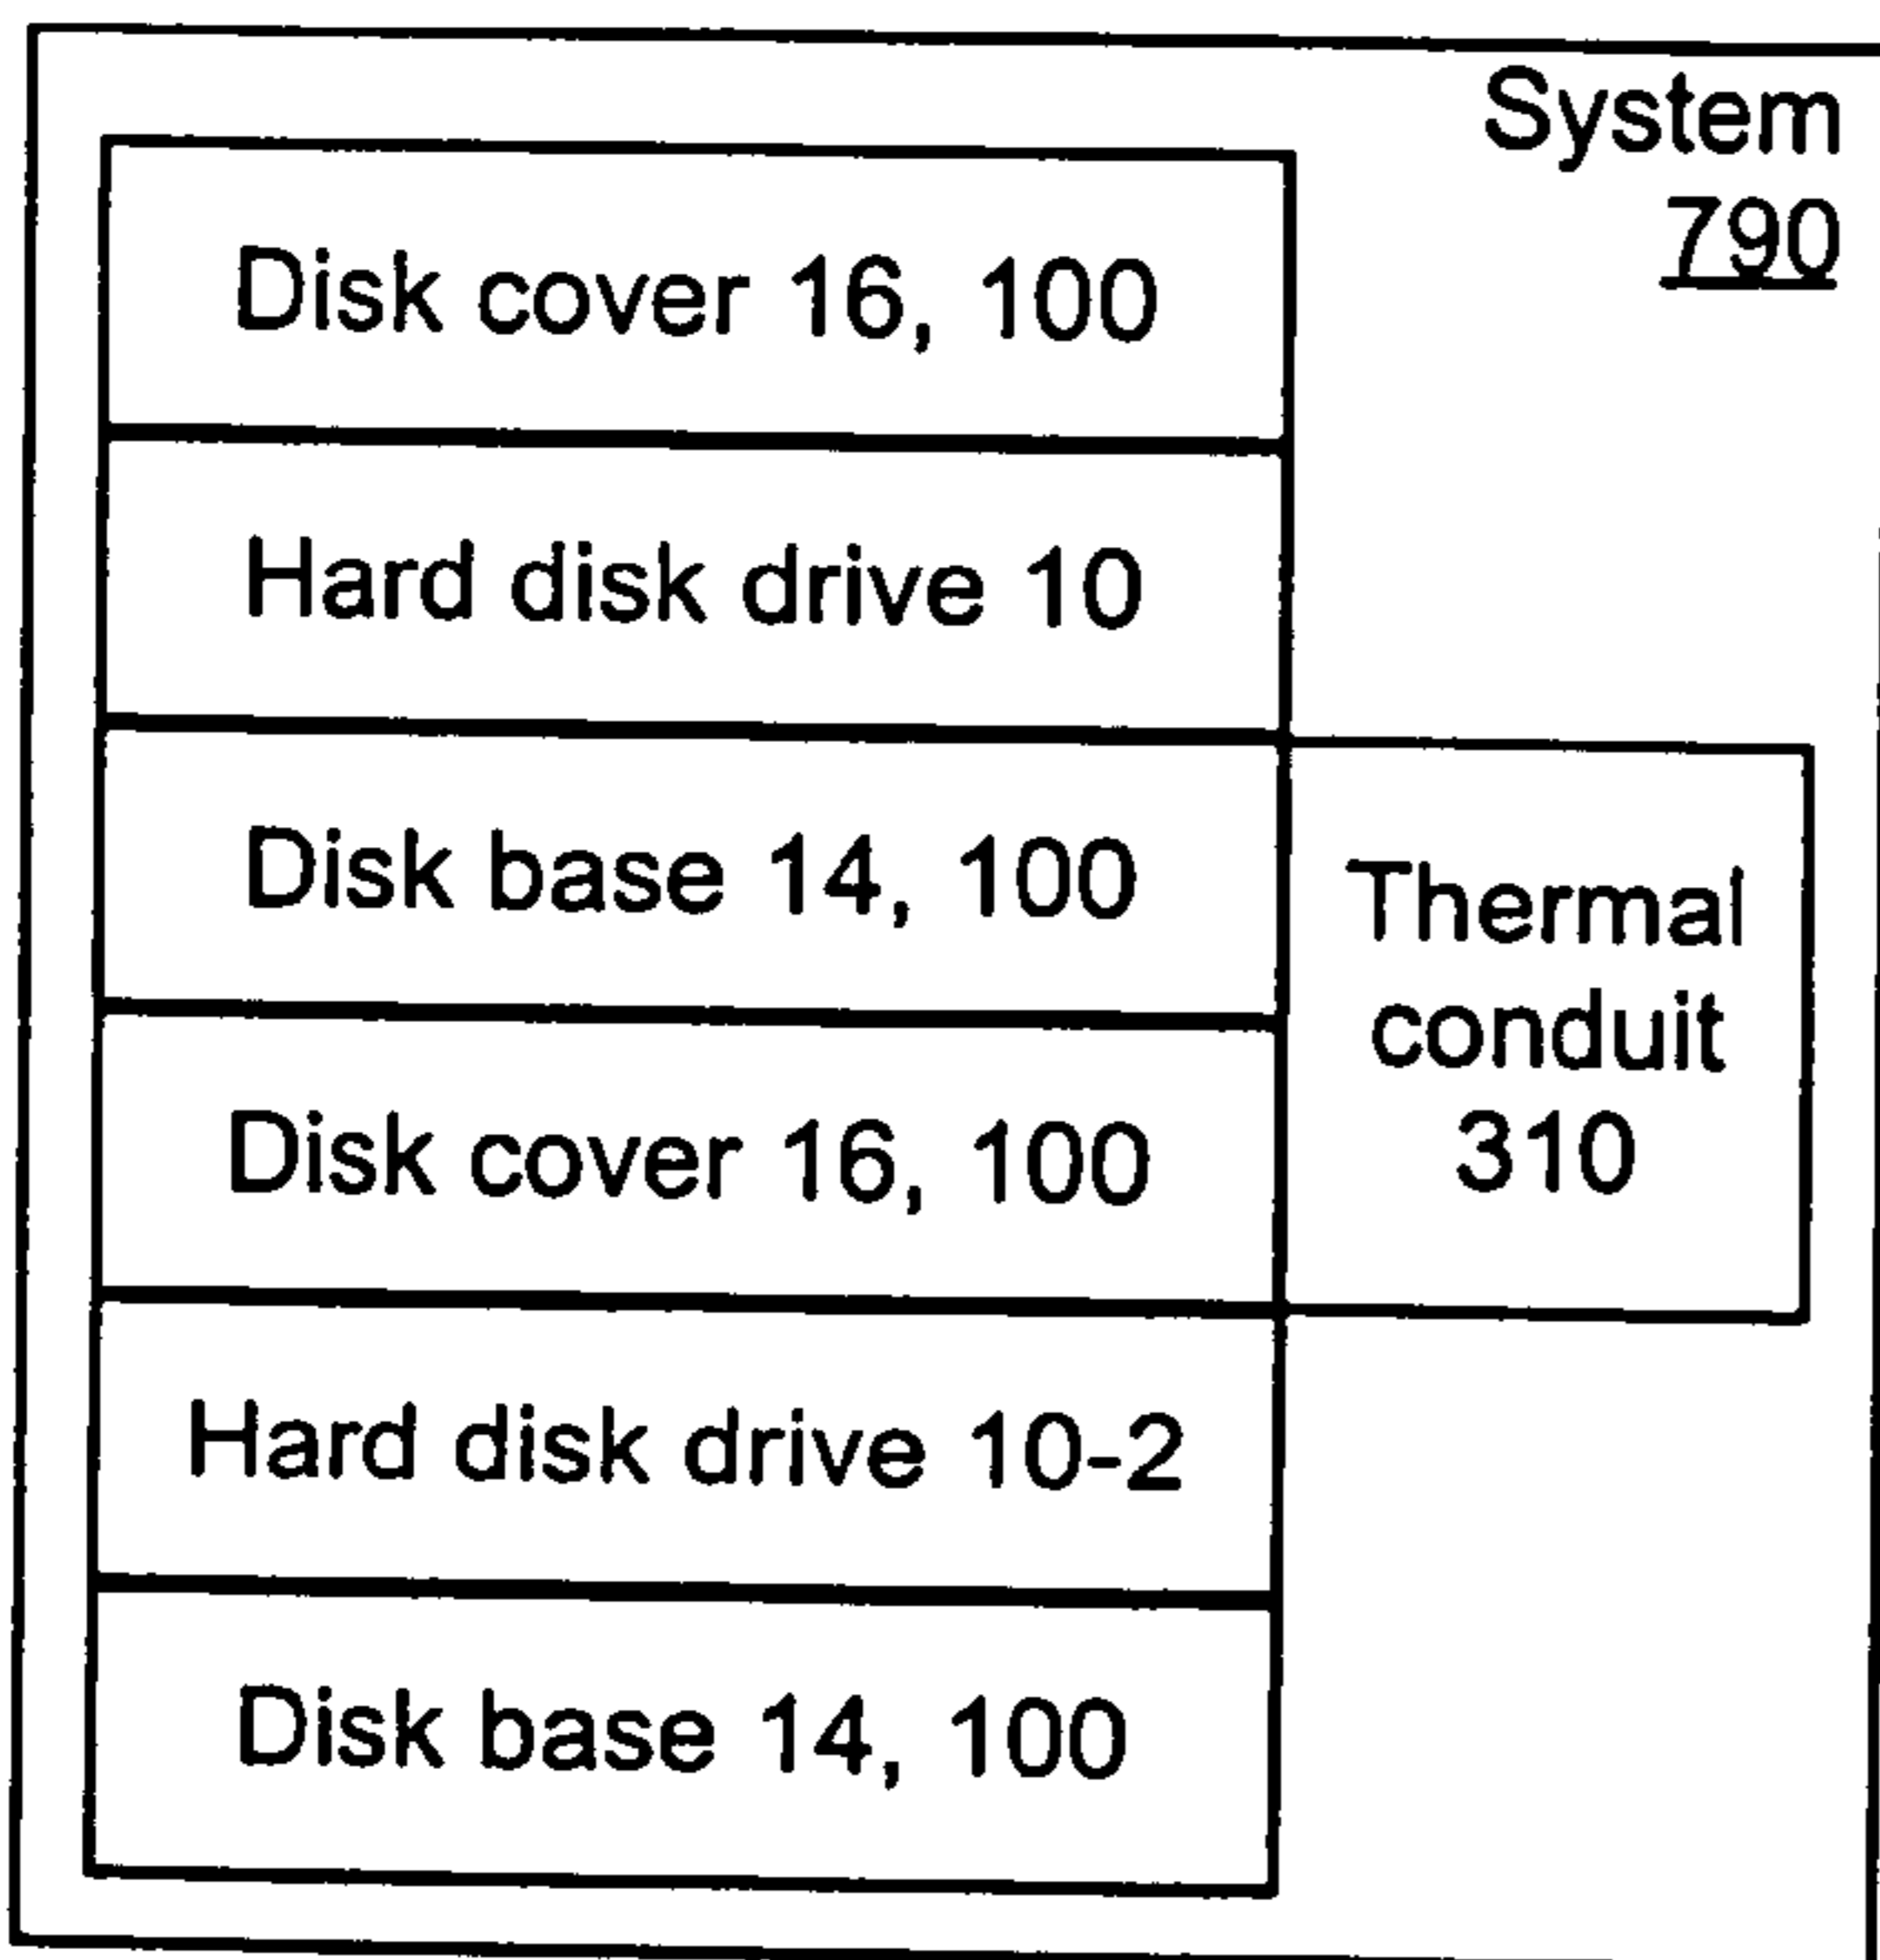 System
790
Disk cover 16, 100
Hard disk drive 10
Disk base 14, 100
Thermal
conduit
310
Disk cover 16, 100
Hard disk drive 10-2
Disk base 14, 100